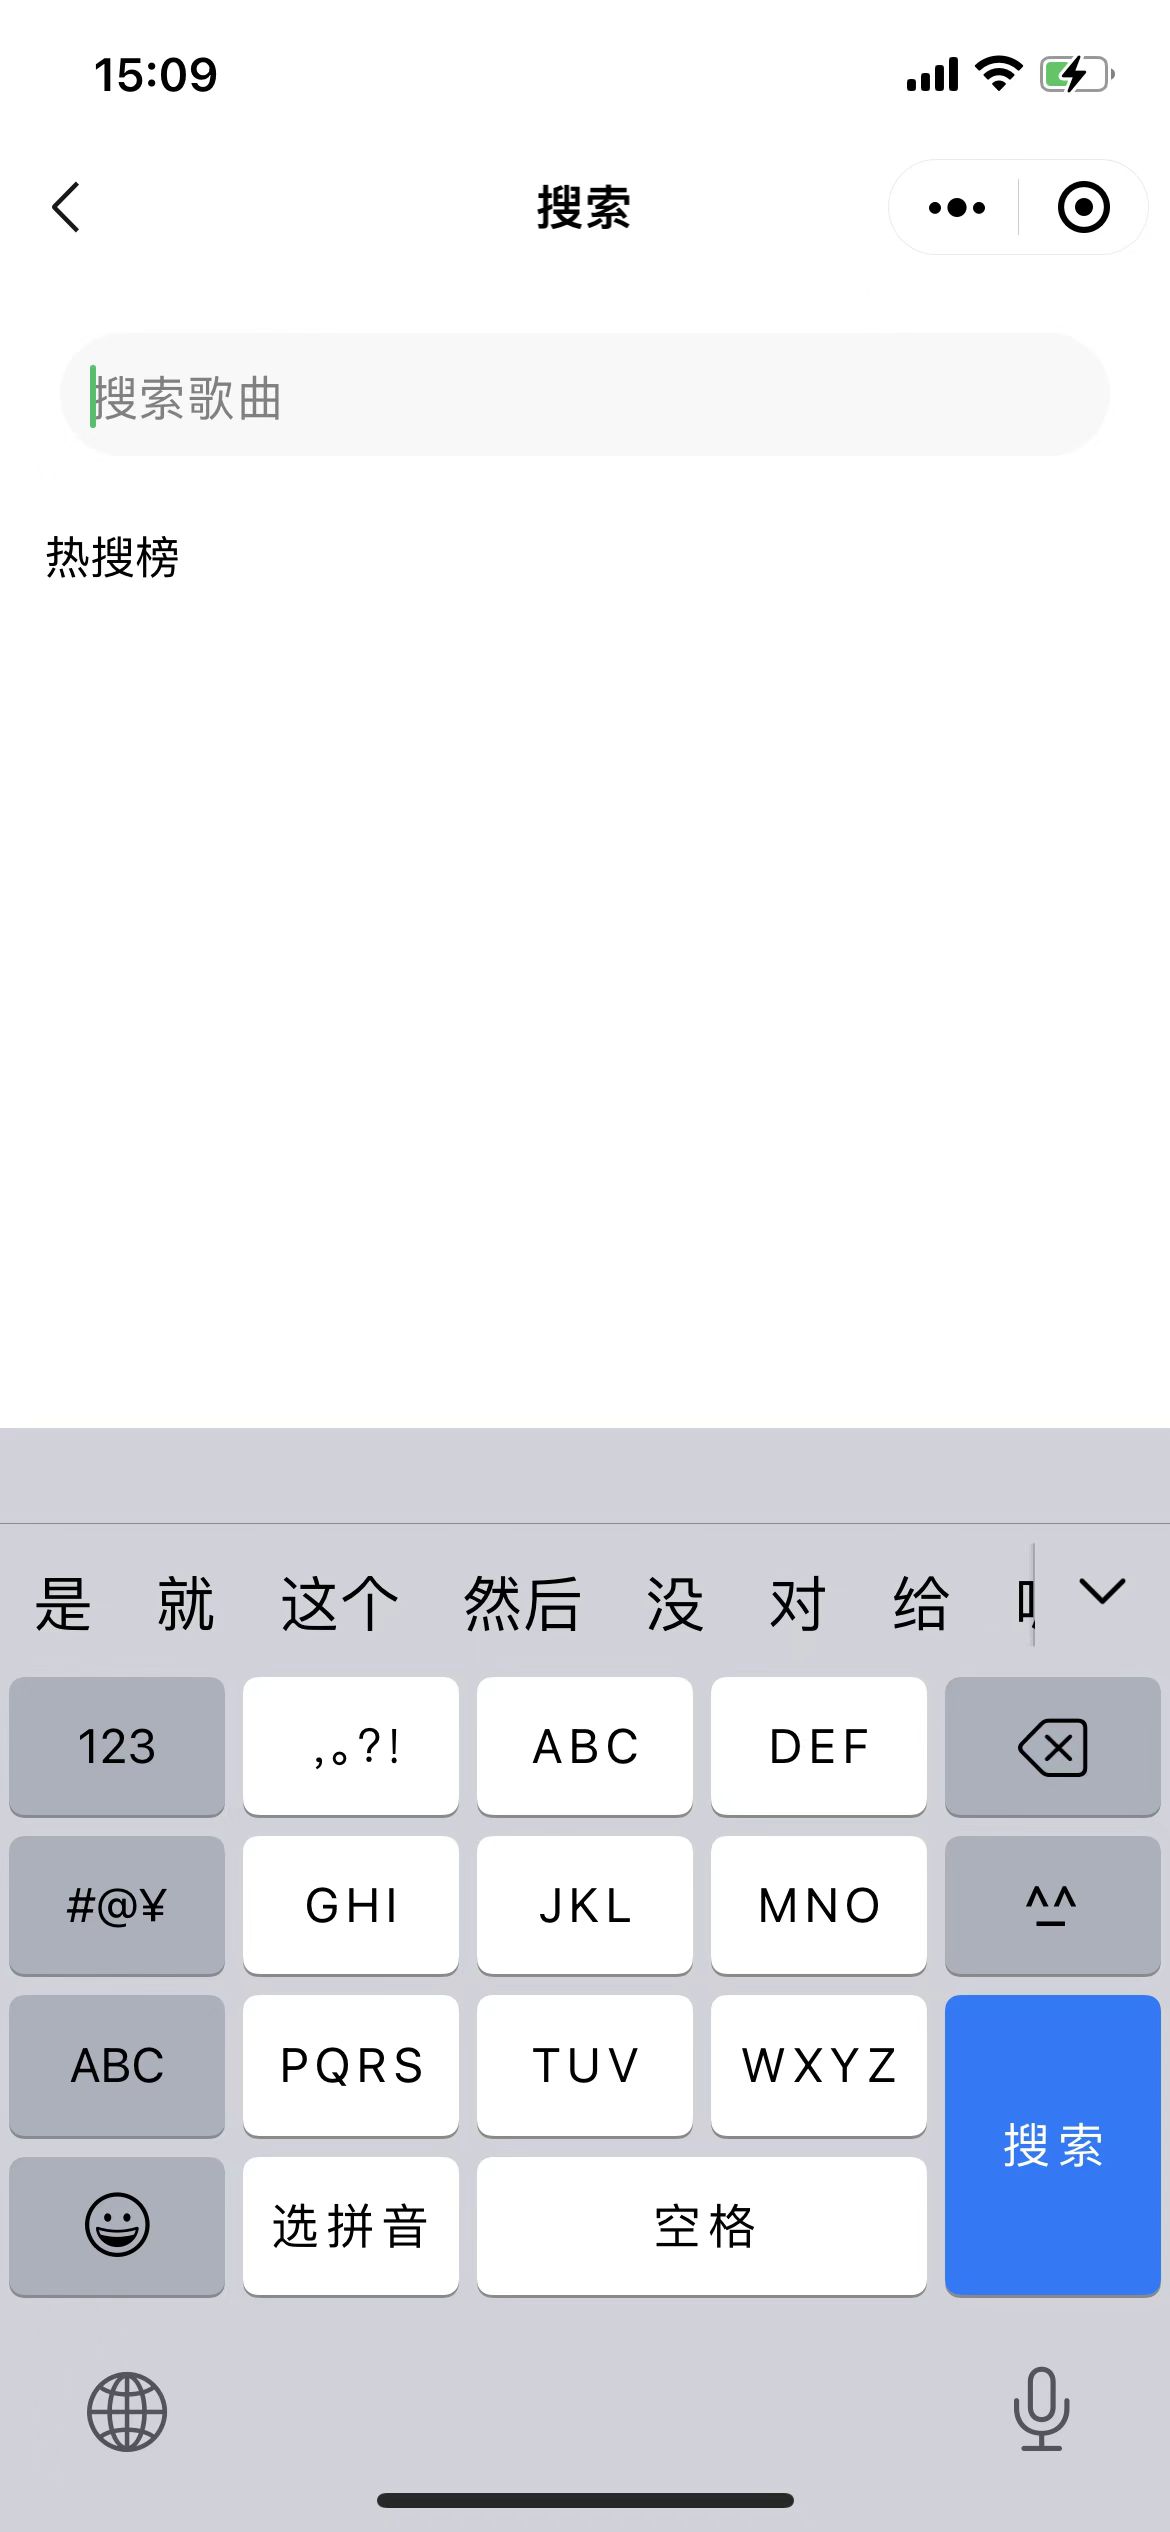 15:09
搜索
搜索歌曲
热搜榜
是 就 这个 然后 没 对 给
123 ,。?! ABC DEF
#@¥ GHI JKL MNO ^_^
ABC PQRS TUV WXYZ
搜索
选拼音 空格